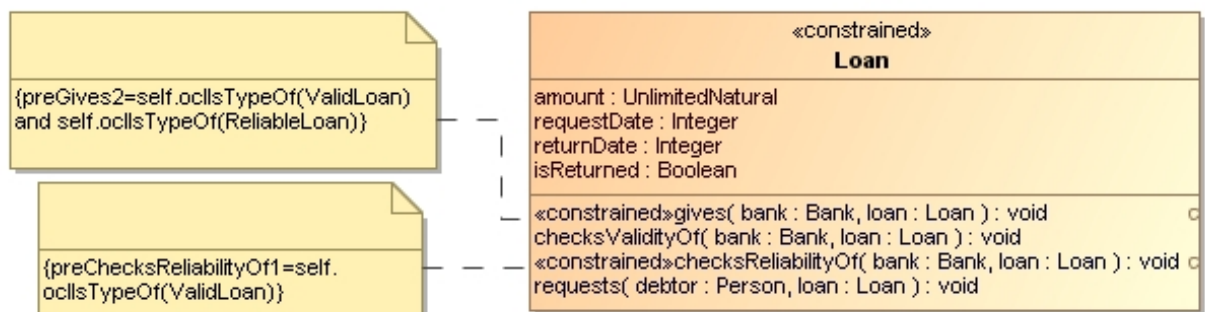 {preGives2=self.oclIsTypeOf(ValidLoan)
and self.oclIsTypeOf(ReliableLoan)}
{preChecksReliabilityOf1=self.
oclIsTypeOf(ValidLoan)}
«constrained»
Loan
amount : UnlimitedNatural
requestDate : Integer
returnDate : Integer
isReturned : Boolean
«constrained»gives( bank : Bank, loan : Loan ) : void c
checksValidityOf( bank : Bank, loan : Loan ) : void
«constrained»checksReliabilityOf( bank : Bank, loan : Loan ) : void c
requests( debtor : Person, loan : Loan ) : void